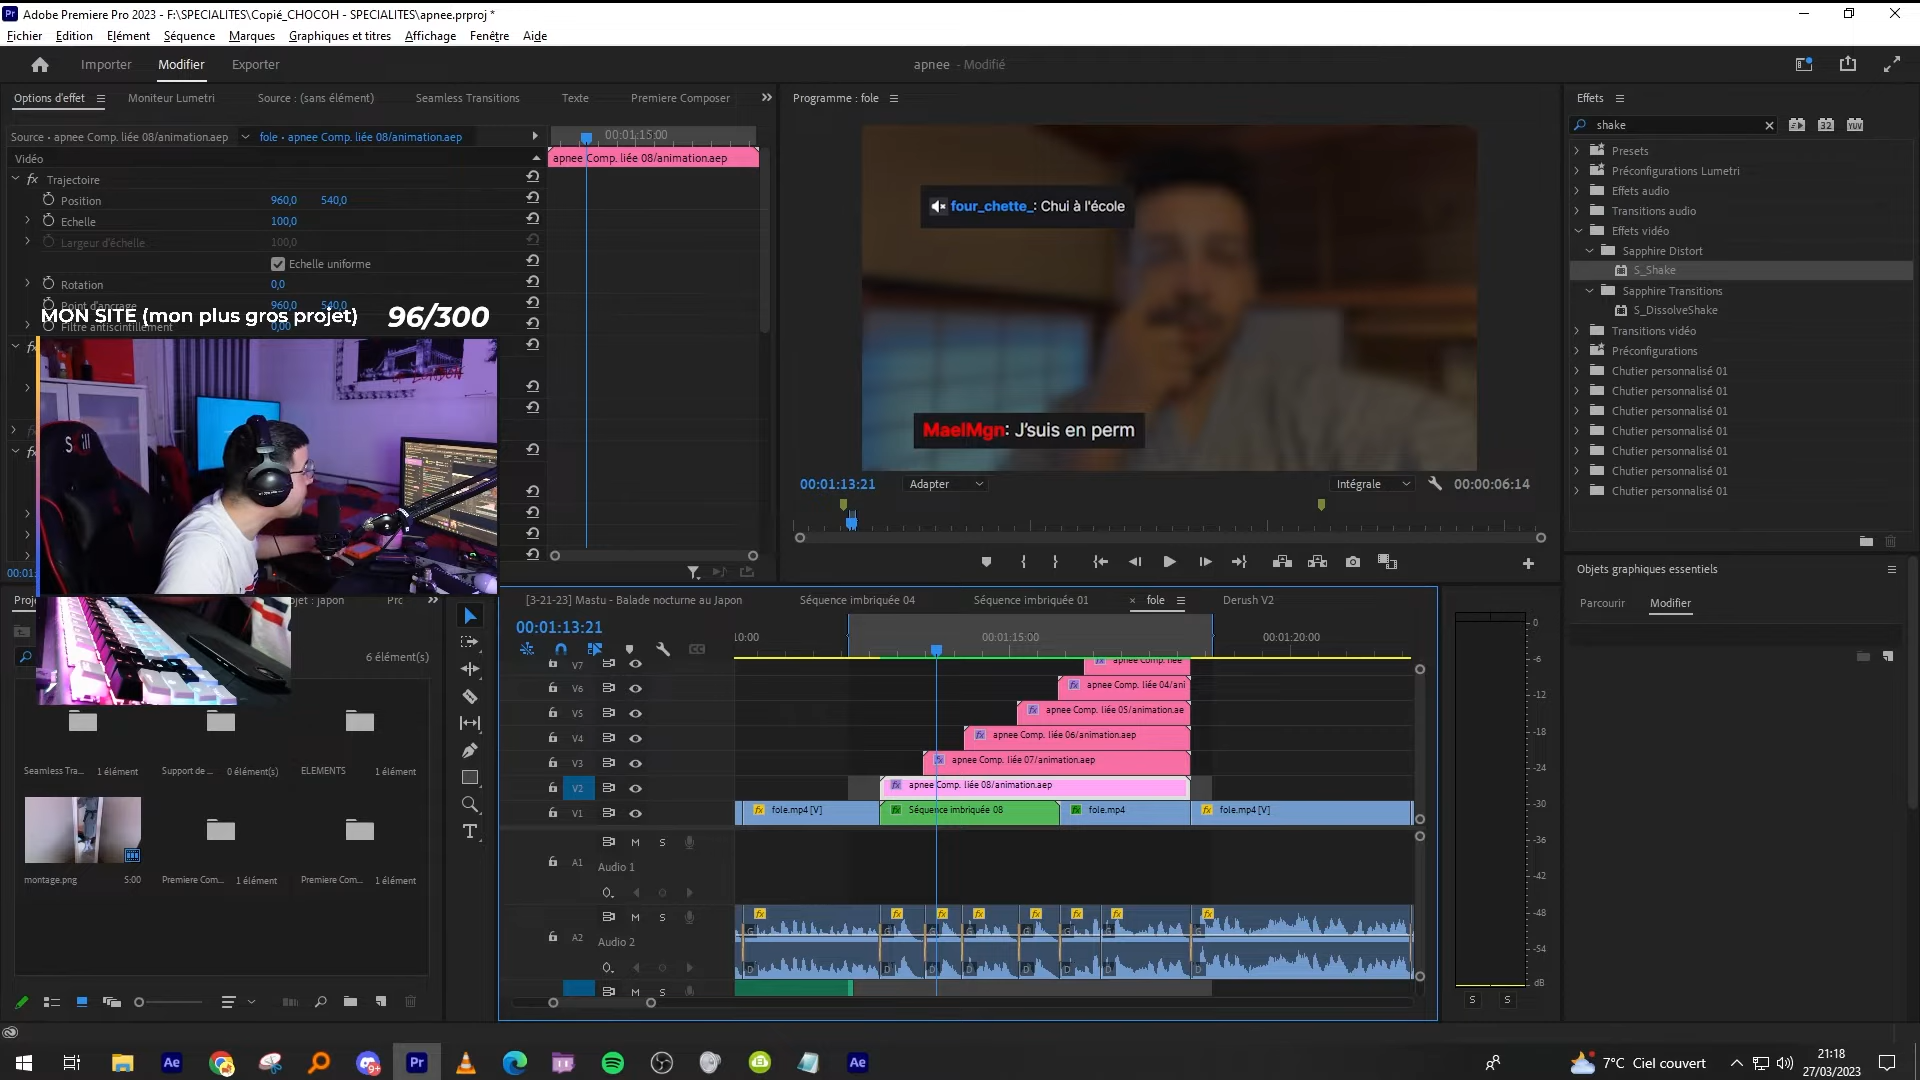 Adobe Premiere Pro 2023 - F:\SPECIALITES\Copié_CHOCOH - SPECIALITES\apnee.prproj *
Fichier Edition Elément Séquence Marques Graphiques et titres Affichage Fenêtre Aide
Importer Modifier Exporter
apnee - Modifié
Options d'effet Moniteur Lumetri Source : (sans élément) Seamless Transitions Texte Premiere Composer
Source • apnee Comp. liée 08/animation.aep fole • apnee Comp. liée 08/animation.aep
00:01:15:00
Vidéo
apnee Comp. liée 08/animation.aep
fx Trajectoire
Position 960,0 540,0
Echelle 100,0
Largeur d'échelle 100,0
Echelle uniforme
Rotation 0,0
Point d'ancrage 960,0 540,0
Filtre antiscintillement 0,00
MON SITE (mon plus gros projet) 96/300
Programme : fole
four_chette_: Chui à l'école
MaelMgn: J'suis en perm
00:01:13:21 Adapter Intégrale 00:00:06:14
Effets
shake
32 YUV
Presets
Préconfigurations Lumetri
Effets audio
Transitions audio
Effets vidéo
Sapphire Distort
S_Shake
Sapphire Transitions
S_DissolveShake
Transitions vidéo
Préconfigurations
Chutier personnalisé 01
Chutier personnalisé 01
Chutier personnalisé 01
Chutier personnalisé 01
Chutier personnalisé 01
Chutier personnalisé 01
Chutier personnalisé 01
Objets graphiques essentiels
Parcourir Modifier
6 élément(s)
Seamless Tra... 1 élément
Support de ... 0 élément(s)
ELEMENTS 1 élément
montage.png 5:00
Premiere Com... 1 élément
Premiere Com... 1 élément
[3-21-23] Mastu - Balade nocturne au Japon Séquence imbriquée 04 Séquence imbriquée 01 × fole Derush V2
00:01:13:21
:10:00 00:01:15:00 00:01:20:00
V7
V6 apnee Comp. liée 04/ani
V5 apnee Comp. liée 05/animation.ae
V4 apnee Comp. liée 06/animation.aep
V3 apnee Comp. liée 07/animation.aep
V2 apnee Comp. liée 08/animation.aep
V1 fole.mp4 [V] Séquence imbriquée 08 fole.mp4 fole.mp4 [V]
M S
A1 Audio 1
M S
A2 Audio 2
M S
0
-6
-12
-18
-24
-30
-36
-42
-48
-54
dB
S S
Ae Pr Ae
7°C Ciel couvert
21:18
27/03/2023